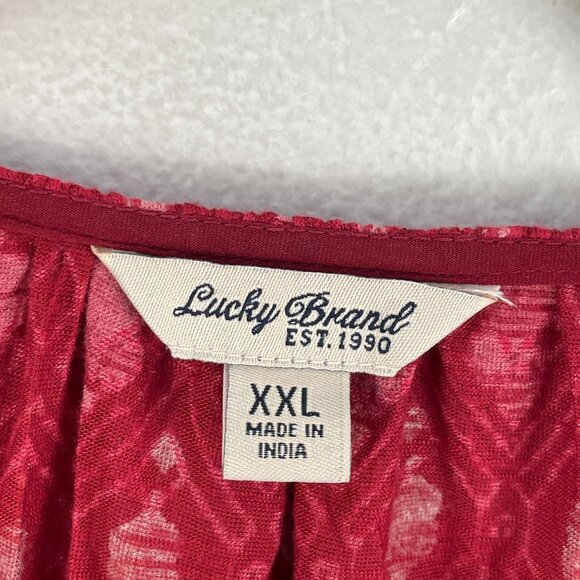 Lucky Brand
EST. 1990
XXL
MADE IN
INDIA